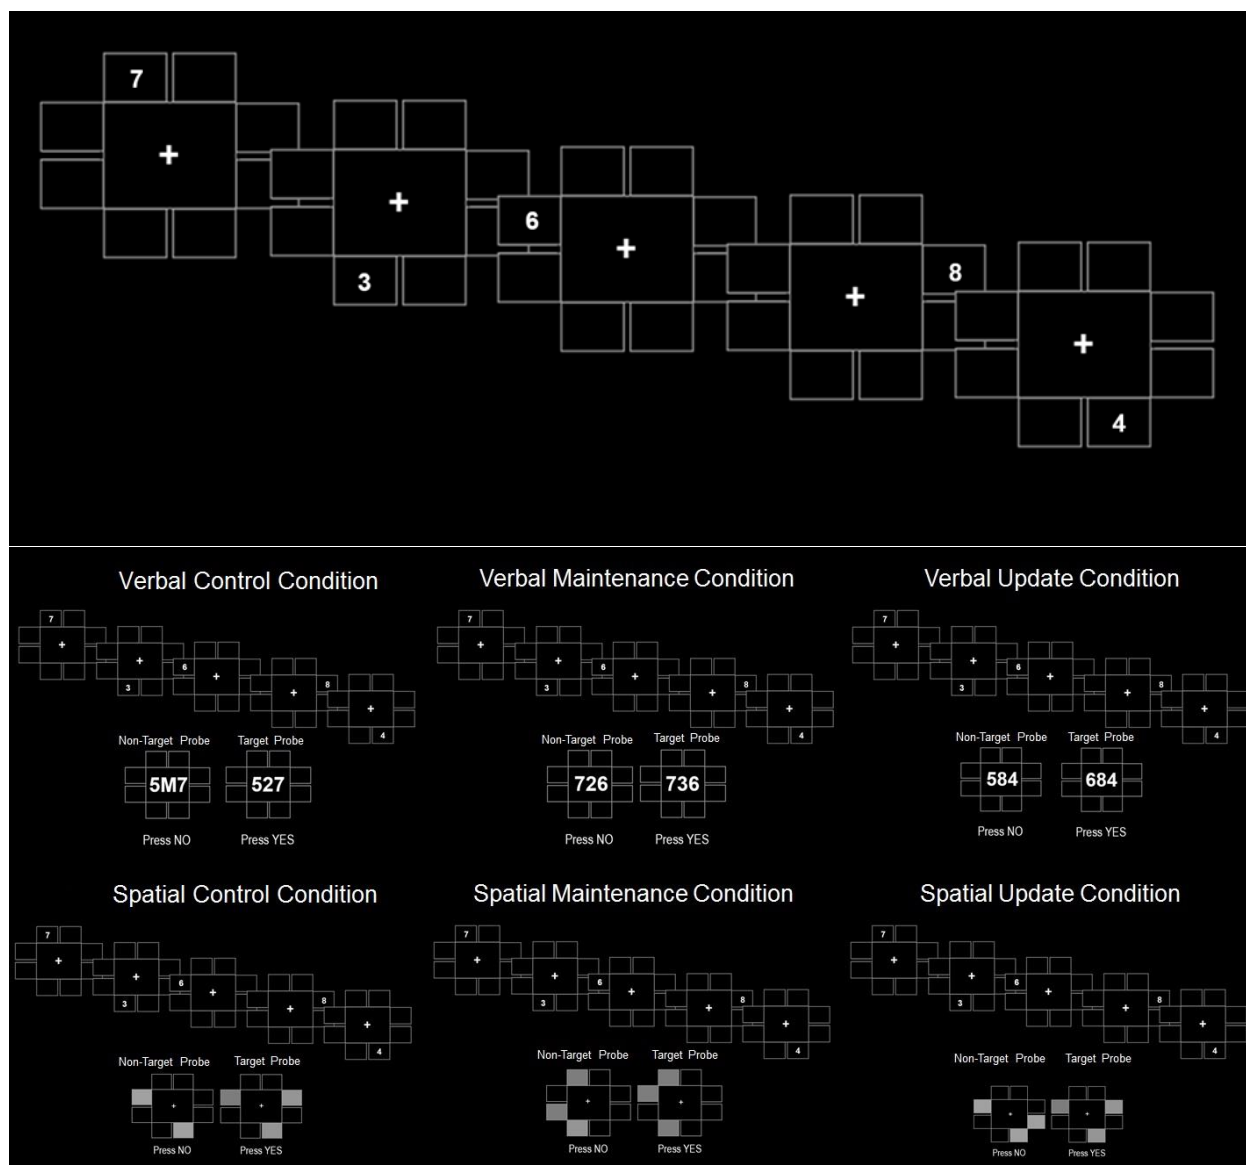 7
+
+
3
6
+
+
8
+
4
Verbal Control Condition
Verbal Maintenance Condition
Verbal Update Condition
7
+
+
3
6
+
+
8
+
4
7
+
+
3
6
+
+
8
+
4
7
+
+
3
6
+
+
8
+
4
Non-Target Probe
Target Probe
5M7
527
Press NO
Press YES
Non-Target Probe
Target Probe
726
736
Press NO
Press YES
Non-Target Probe
Target Probe
584
684
Press NO
Press YES
Spatial Control Condition
Spatial Maintenance Condition
Spatial Update Condition
7
+
+
3
6
+
+
8
+
4
7
+
+
3
6
+
+
8
+
4
7
+
+
3
6
+
+
8
+
4
Non-Target Probe
Target Probe
+
+
Press NO
Press YES
Non-Target Probe
Target Probe
+
+
Press NO
Press YES
Non-Target Probe
Target Probe
+
+
Press NO
Press YES